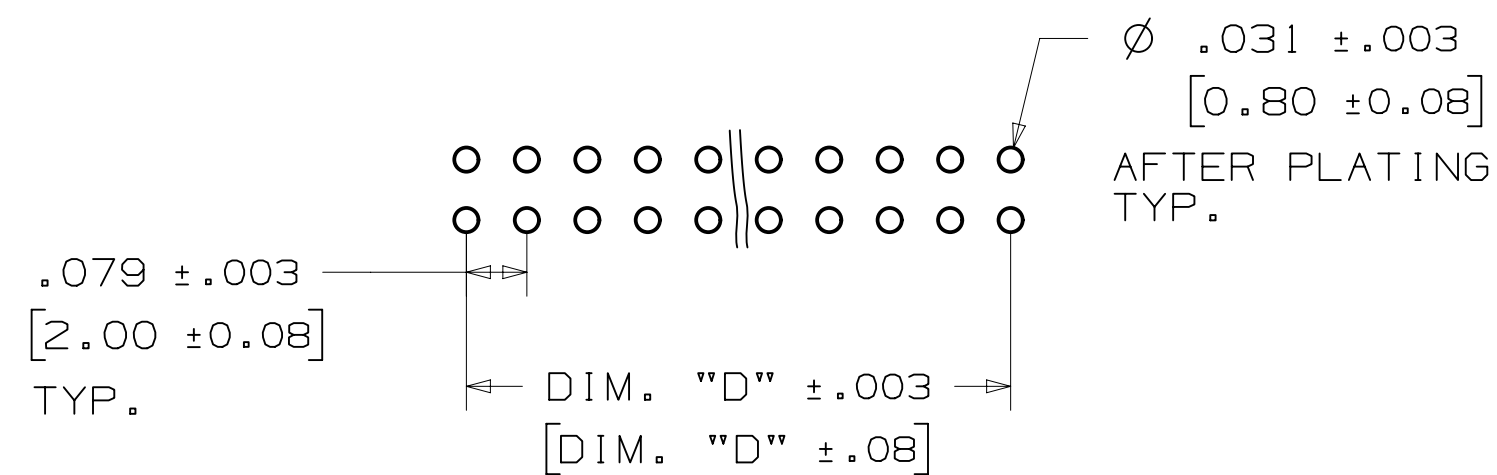 ∅ .031 ±.003
[0.80 ±0.08]
AFTER PLATING
TYP.
.079 ±.003
[2.00 ±0.08]
TYP.
DIM. "D" ±.003
[DIM. "D" ±.08]